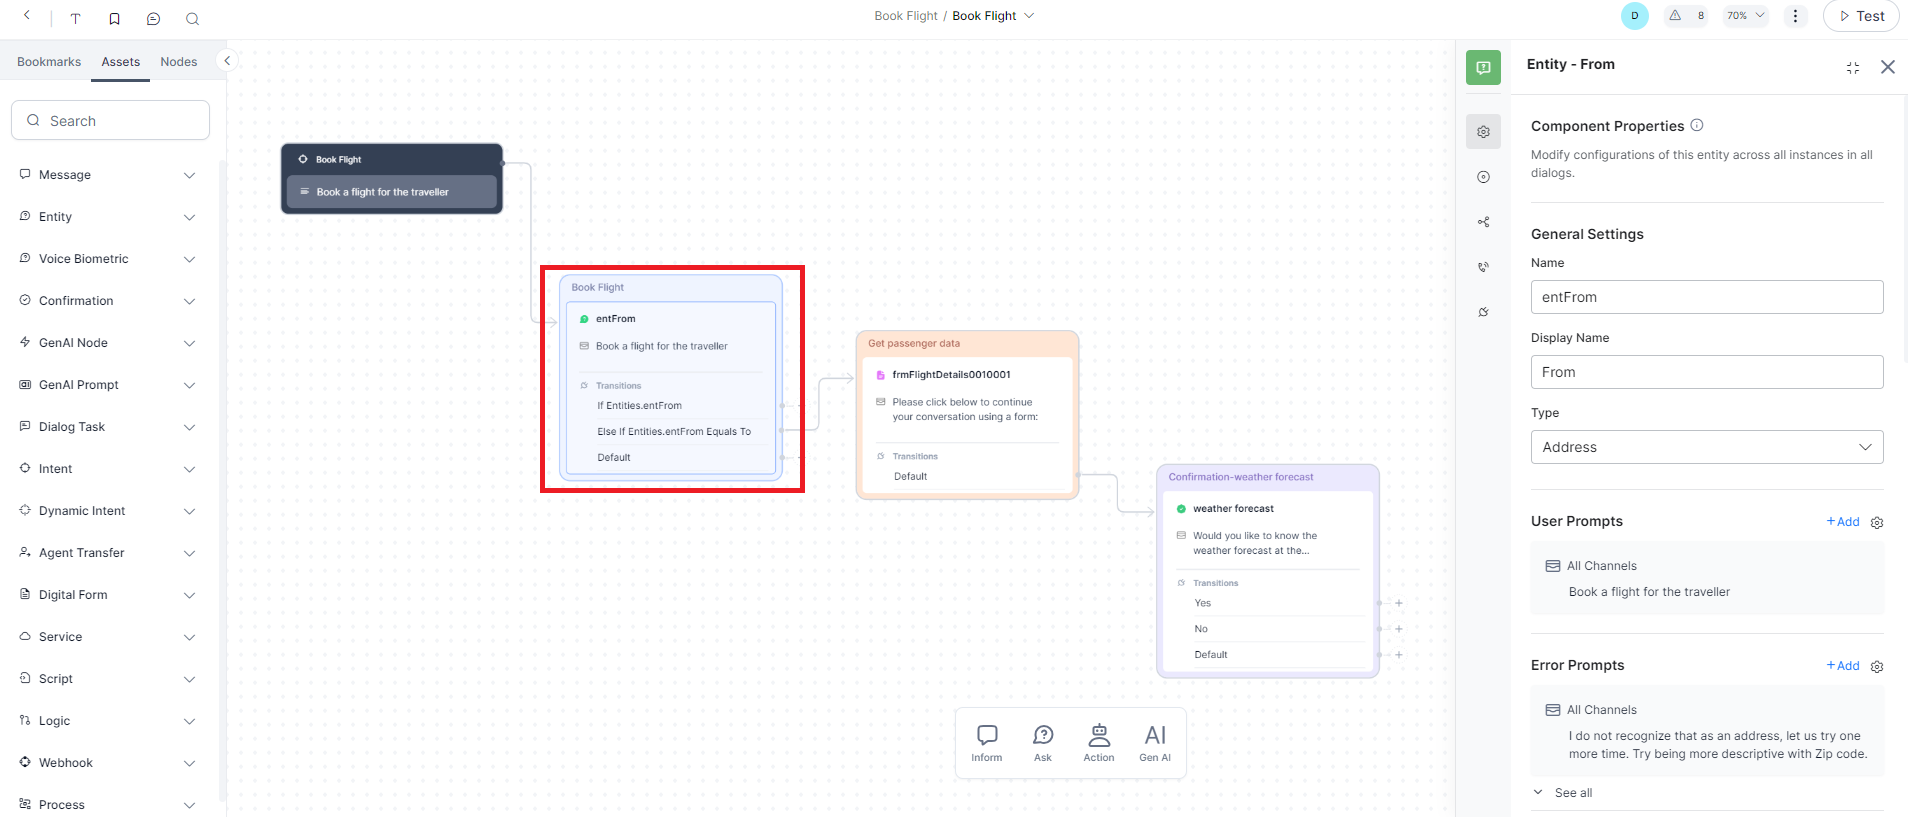 Book Flight / Book Flight
D
8
70%
Test
Bookmarks
Assets
Nodes
Search
Message
Entity
Voice Biometric
Confirmation
GenAI Node
GenAI Prompt
Dialog Task
Intent
Dynamic Intent
Agent Transfer
Digital Form
Service
Script
Logic
Webhook
Process
Book Flight
Book a flight for the traveller
Book Flight
entFrom
Book a flight for the traveller
Transitions
If Entities.entFrom
Else If Entities.entFrom Equals To
Default
Get passenger data
frmFlightDetails0010001
Please click below to continue
your conversation using a form:
Transitions
Default
Confirmation-weather forecast
weather forecast
Would you like to know the
weather forecast at the...
Transitions
Yes
No
Default
Inform
Ask
Action
AI
Gen AI
Entity - From
Component Properties
Modify configurations of this entity across all instances in all
dialogs.
General Settings
Name
entFrom
Display Name
From
Type
Address
User Prompts
+Add
All Channels
Book a flight for the traveller
Error Prompts
+Add
All Channels
I do not recognize that as an address, let us try one
more time. Try being more descriptive with Zip code.
See all